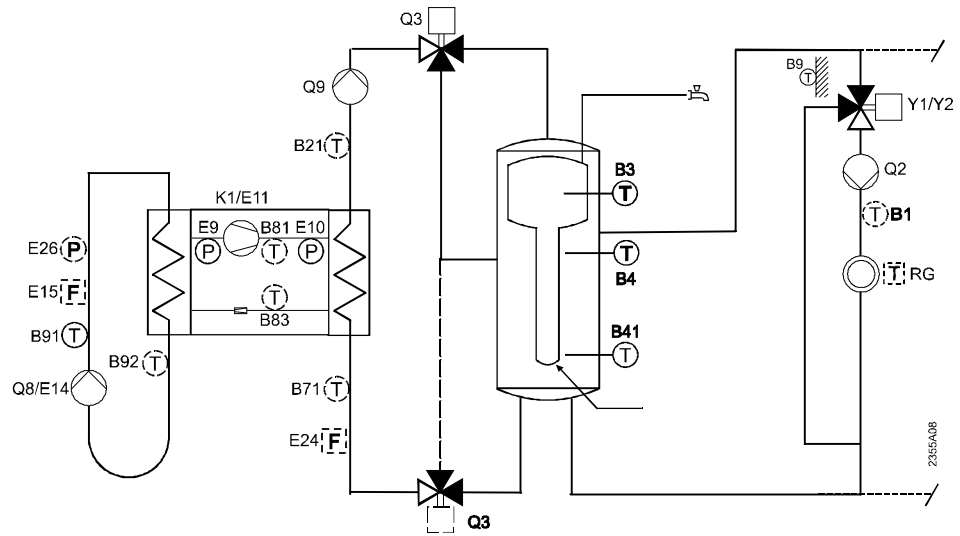 Q3
Q9
B9
T
Y1/Y2
B21
T
B3
T
Q2
K1/E11
T
B1
E9
B81
E10
P
T
P
E26
P
T
B4
T
RG
E15
F
T
B83
B91
T
B92
T
B41
T
Q8/E14
B71
T
E24
F
2355A08
Q3